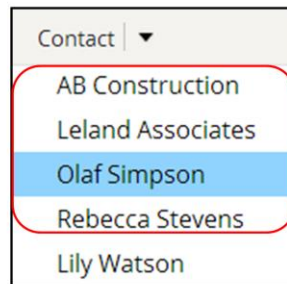 Contact
AB Construction
Leland Associates
Olaf Simpson
Rebecca Stevens
Lily Watson